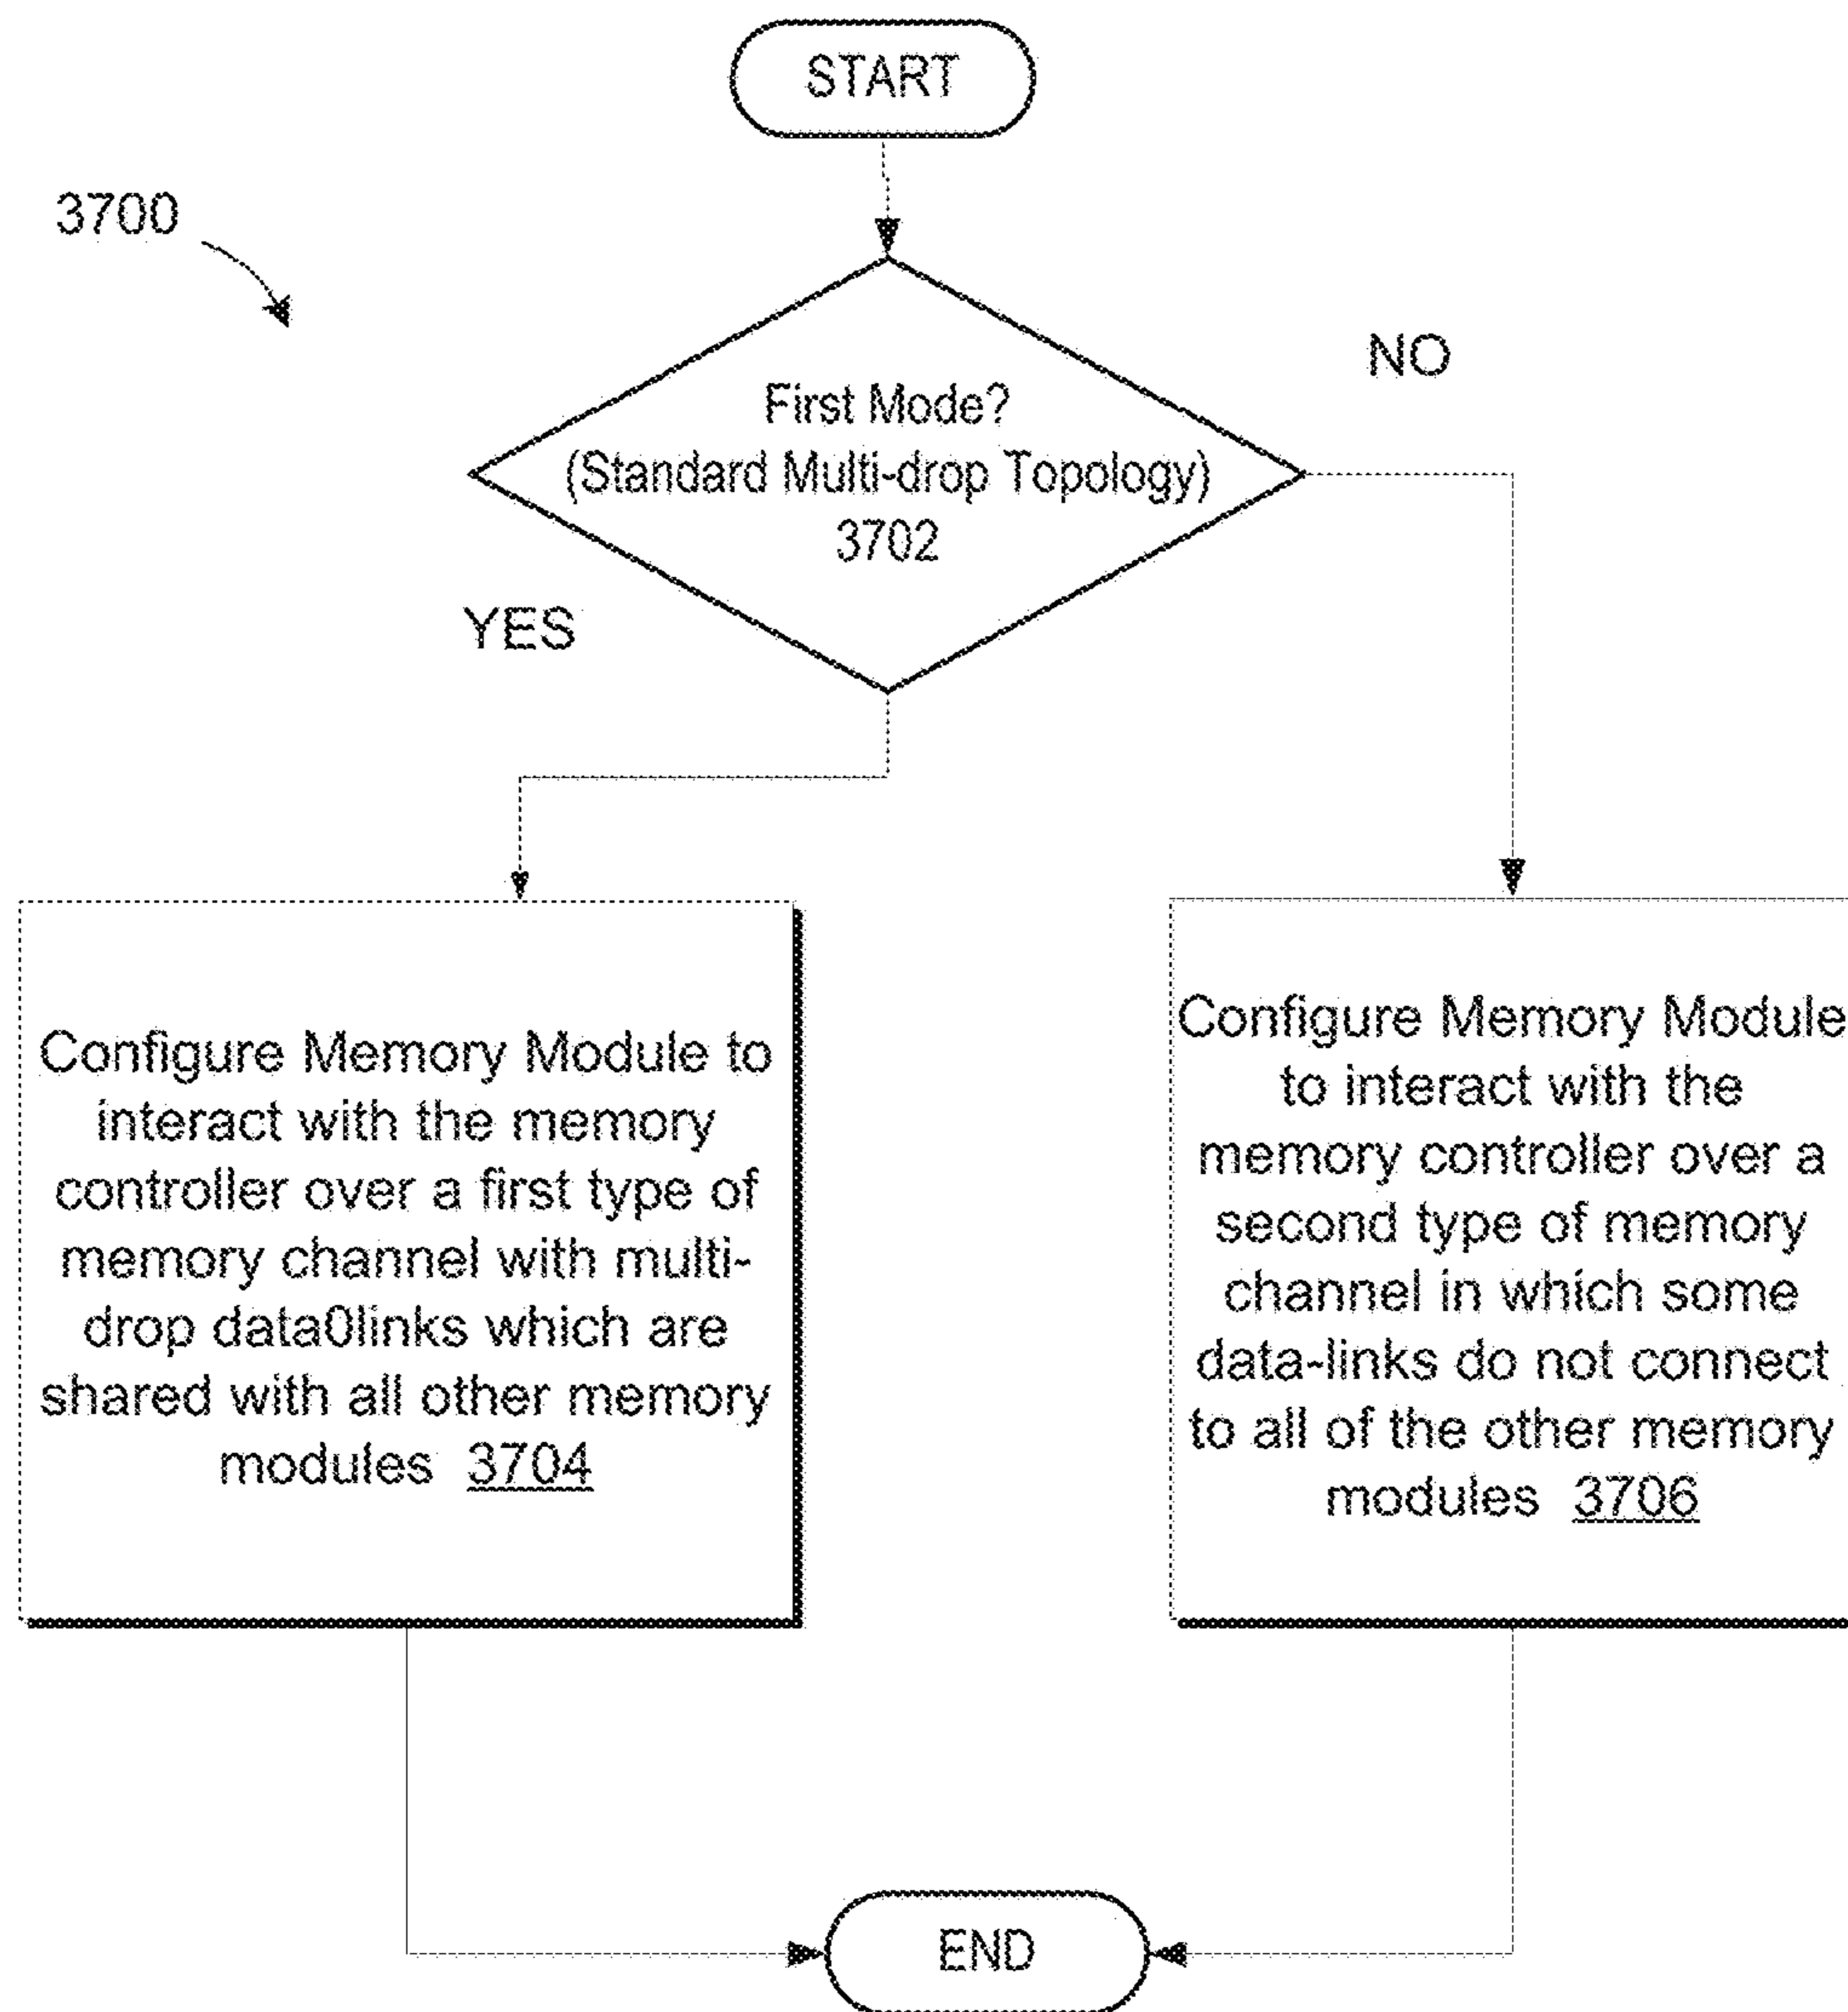 START
3700
First Mode?
(Standard Multi-drop Topology)
3702
NO
YES
Configure Memory Module to
interact with the memory
controller over a first type of
memory channel with multi-
drop data0links which are
shared with all other memory
modules 3704
Configure Memory Module
to interact with the
memory controller over a
second type of memory
channel in which some
data-links do not connect
to all of the other memory
modules 3706
END